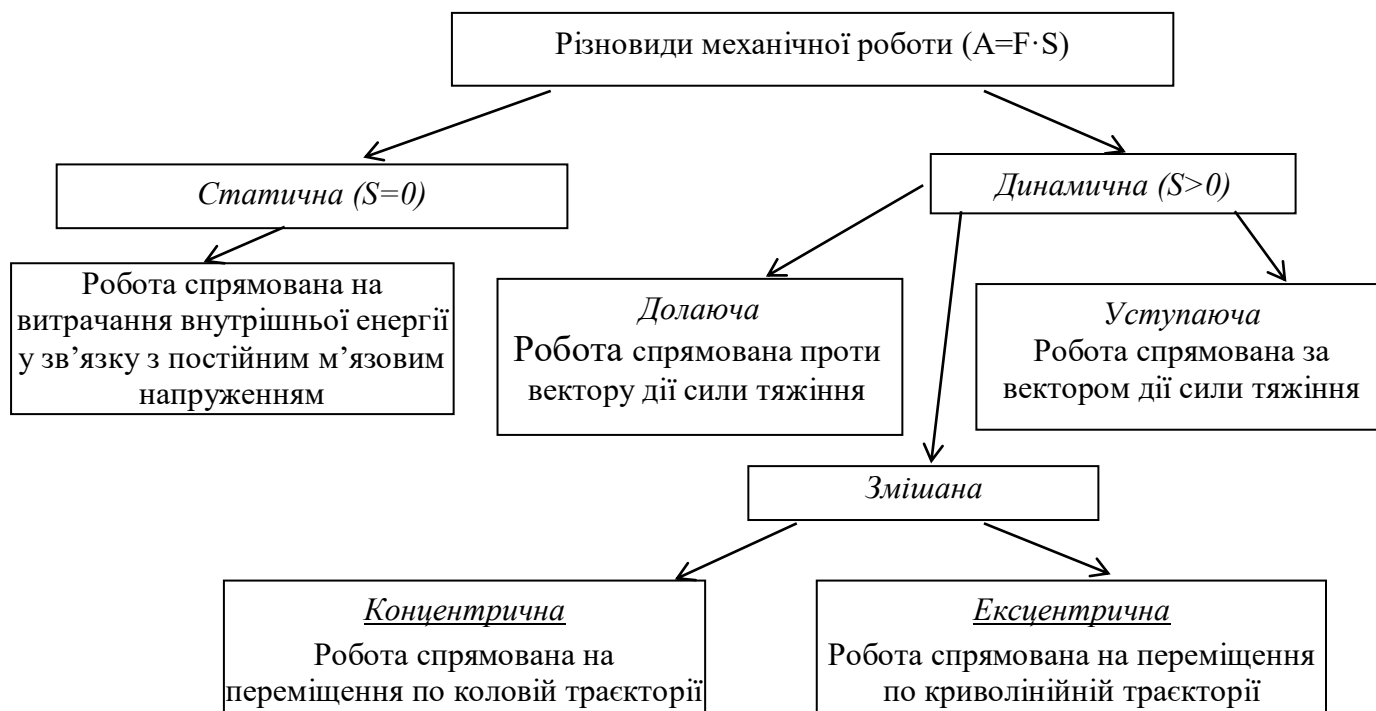 Різновиди механічної роботи (A=F·S)
Статична (S=0)
Динамична (S>0)
Робота спрямована на
витрачання внутрішньої енергії
у зв’язку з постійним м’язовим
напруженням
Долаюча
Робота спрямована проти
вектору дії сили тяжіння
Уступаюча
Робота спрямована за
вектором дії сили тяжіння
Змішана
Концентрична
Робота спрямована на
переміщення по коловій траєкторії
Ексцентрична
Робота спрямована на переміщення
по криволінійній траєкторії